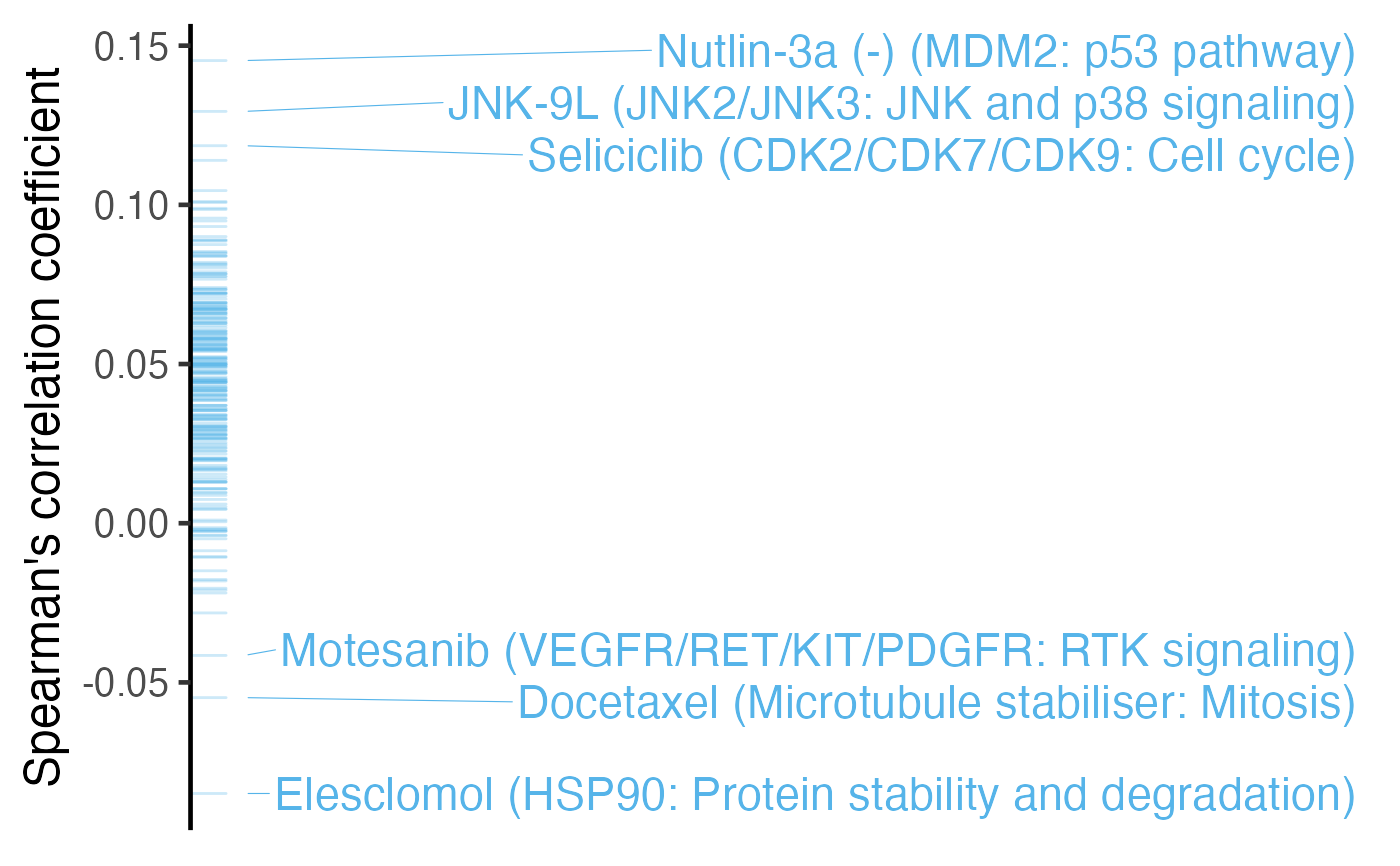 Spearman's correlation coefficient
0.15
0.10
0.05
0.00
-0.05
Nutlin-3a (-) (MDM2: p53 pathway)
JNK-9L (JNK2/JNK3: JNK and p38 signaling)
Seliciclib (CDK2/CDK7/CDK9: Cell cycle)
Motesanib (VEGFR/RET/KIT/PDGFR: RTK signaling)
Docetaxel (Microtubule stabiliser: Mitosis)
Elesclomol (HSP90: Protein stability and degradation)